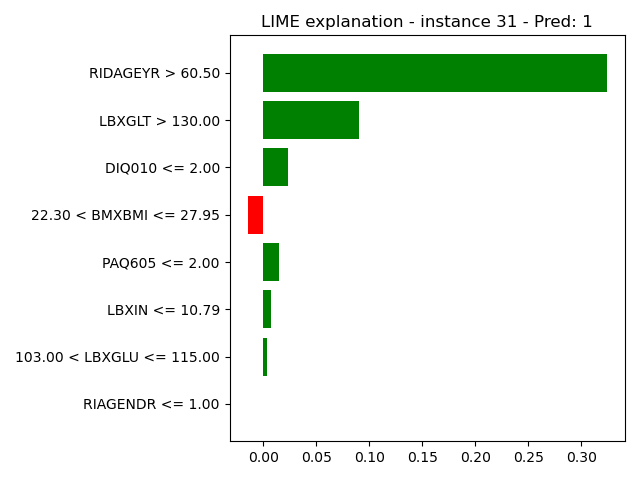 LIME explanation - instance 31 - Pred: 1
RIDAGEYR > 60.50
LBXGLT > 130.00
DIQ010 <= 2.00
22.30 < BMXBMI <= 27.95
PAQ605 <= 2.00
LBXIN <= 10.79
103.00 < LBXGLU <= 115.00
RIAGENDR <= 1.00
0.00 0.05 0.10 0.15 0.20 0.25 0.30